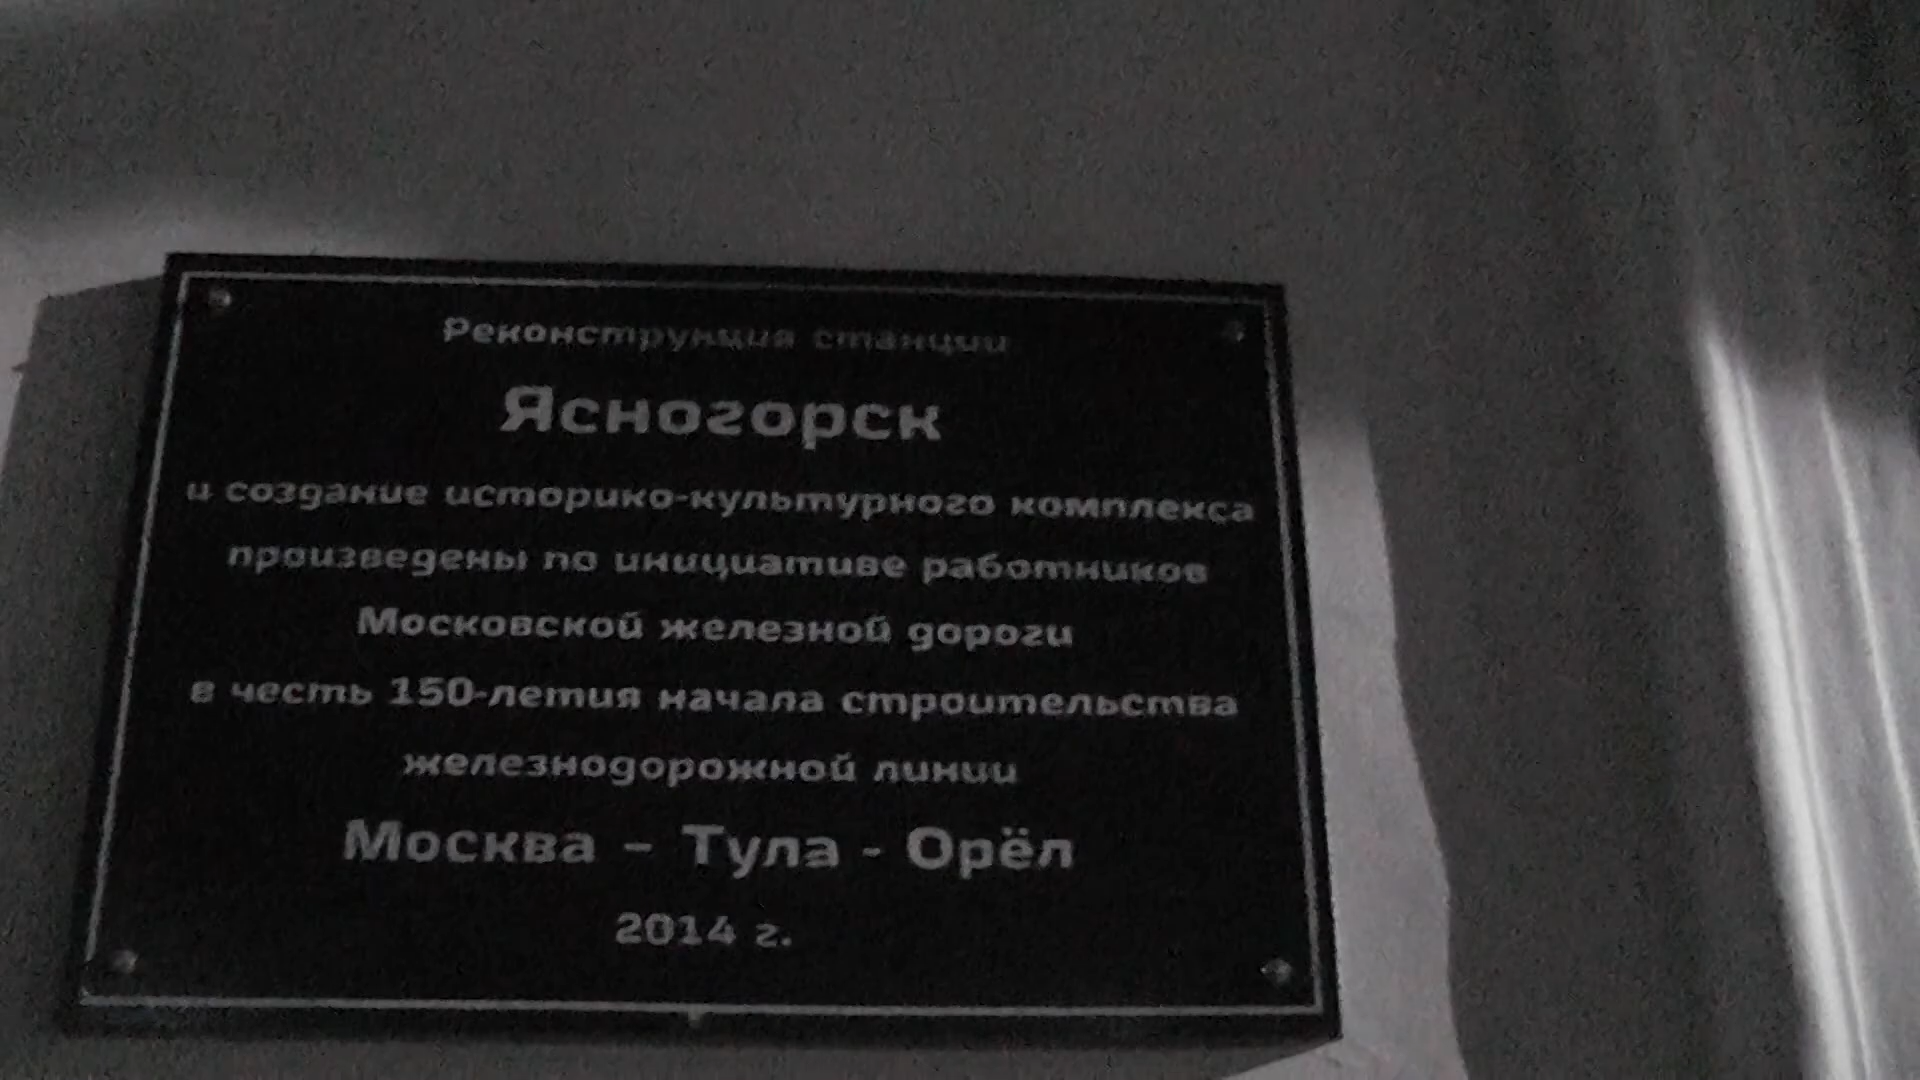 Реконструкция станции
Ясногорск
и создание историко-культурного комплекса
произведены по инициативе работников
Московской железной дороги
в честь 150-летия начала строительства
железнодорожной линии
Москва – Тула - Орёл
2014 г.